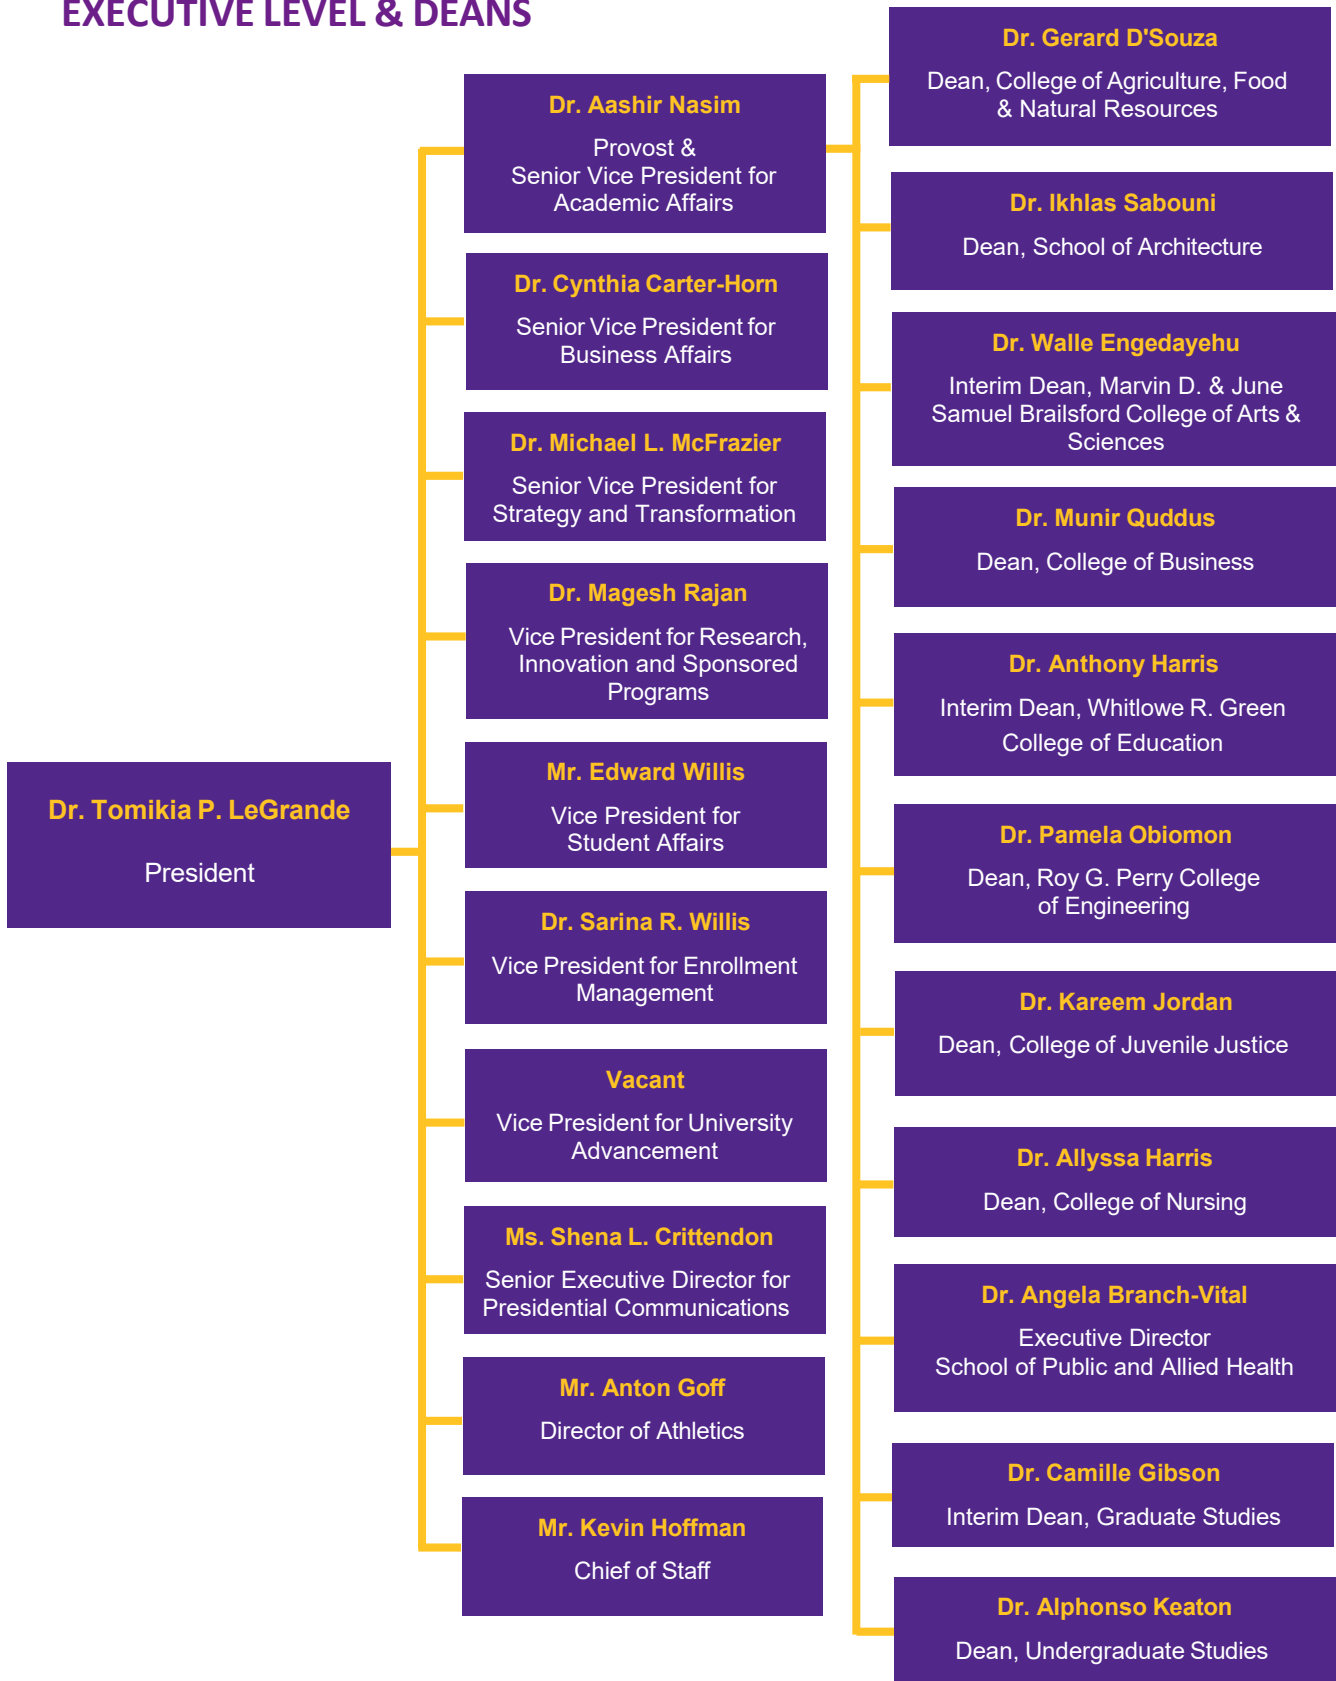 EXECUTIVE LEVEL & DEANS
Dr. Tomikia P. LeGrande
President
Dr. Aashir Nasim
Provost &
Senior Vice President for
Academic Affairs
Dr. Cynthia Carter-Horn
Senior Vice President for
Business Affairs
Dr. Michael L. McFrazier
Senior Vice President for
Strategy and Transformation
Dr. Magesh Rajan
Vice President for Research,
Innovation and Sponsored
Programs
Mr. Edward Willis
Vice President for
Student Affairs
Dr. Sarina R. Willis
Vice President for Enrollment
Management
Vacant
Vice President for University
Advancement
Ms. Shena L. Crittendon
Senior Executive Director for
Presidential Communications
Mr. Anton Goff
Director of Athletics
Mr. Kevin Hoffman
Chief of Staff
Dr. Gerard D'Souza
Dean, College of Agriculture, Food
& Natural Resources
Dr. Ikhlas Sabouni
Dean, School of Architecture
Dr. Walle Engedayehu
Interim Dean, Marvin D. & June
Samuel Brailsford College of Arts &
Sciences
Dr. Munir Quddus
Dean, College of Business
Dr. Anthony Harris
Interim Dean, Whitlowe R. Green
College of Education
Dr. Pamela Obiomon
Dean, Roy G. Perry College
of Engineering
Dr. Kareem Jordan
Dean, College of Juvenile Justice
Dr. Allyssa Harris
Dean, College of Nursing
Dr. Angela Branch-Vital
Executive Director
School of Public and Allied Health
Dr. Camille Gibson
Interim Dean, Graduate Studies
Dr. Alphonso Keaton
Dean, Undergraduate Studies